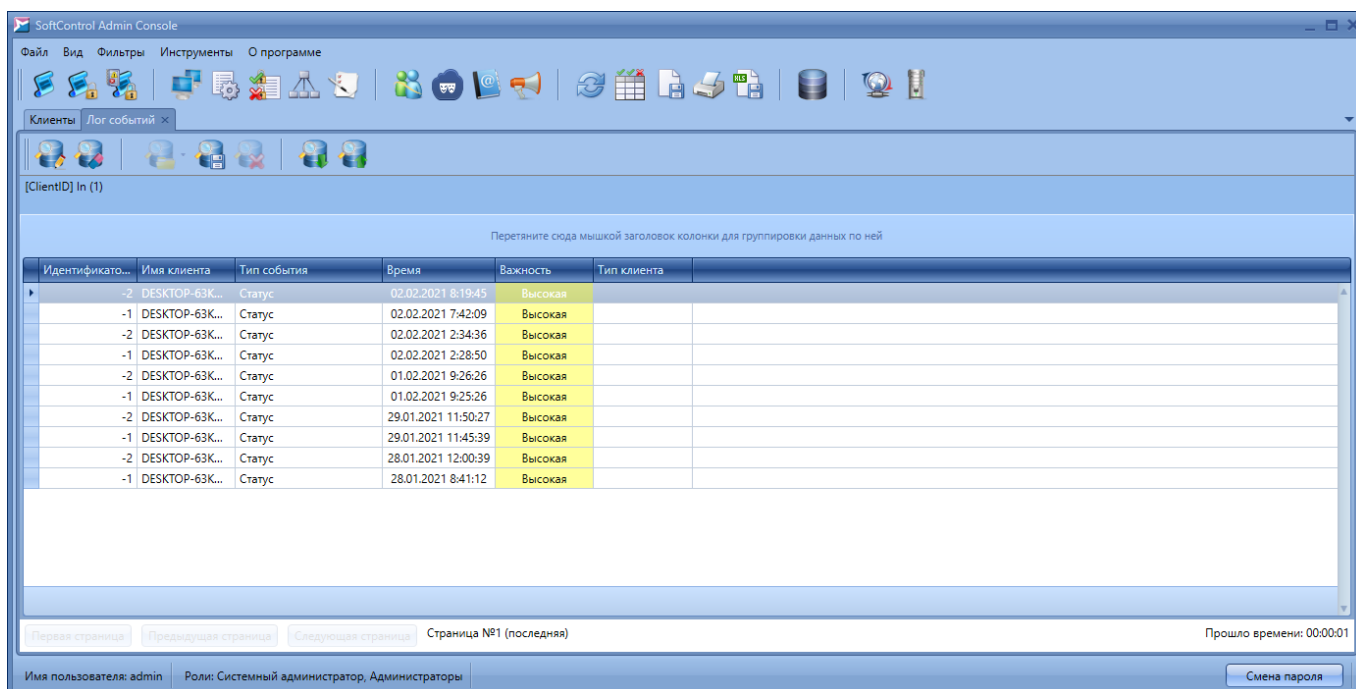 SoftControl Admin Console
Файл Вид Фильтры Инструменты О программе
Клиенты Лог событий
[ClientID] In (1)
Перетяните сюда мышкой заголовок колонки для группировки данных по ней
Идентификато... Имя клиента Тип события Время Важность Тип клиента
-2 DESKTOP-63K... Статус 02.02.2021 8:19:45 Высокая
-1 DESKTOP-63K... Статус 02.02.2021 7:42:09 Высокая
-2 DESKTOP-63K... Статус 02.02.2021 2:34:36 Высокая
-1 DESKTOP-63K... Статус 02.02.2021 2:28:50 Высокая
-2 DESKTOP-63K... Статус 01.02.2021 9:26:26 Высокая
-1 DESKTOP-63K... Статус 01.02.2021 9:25:26 Высокая
-2 DESKTOP-63K... Статус 29.01.2021 11:50:27 Высокая
-1 DESKTOP-63K... Статус 29.01.2021 11:45:39 Высокая
-2 DESKTOP-63K... Статус 28.01.2021 12:00:39 Высокая
-1 DESKTOP-63K... Статус 28.01.2021 8:41:12 Высокая
Первая страница Предыдущая страница Следующая страница Страница №1 (последняя) Прошло времени: 00:00:01
Имя пользователя: admin Роли: Системный администратор, Администраторы Смена пароля